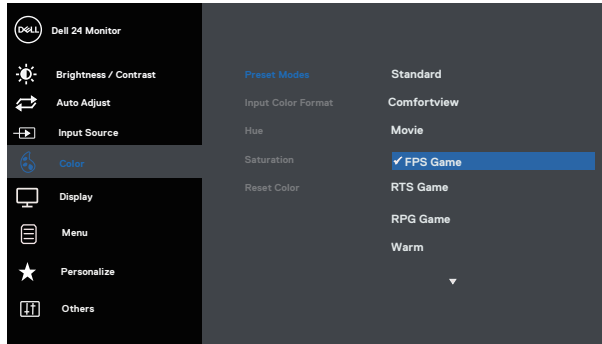 DELL Dell 24 Monitor
Brightness / Contrast
Auto Adjust
Input Source
Color
Display
Menu
Personalize
Others
Preset Modes
Input Color Format
Hue
Saturation
Reset Color
Standard
Comfortview
Movie
✓ FPS Game
RTS Game
RPG Game
Warm